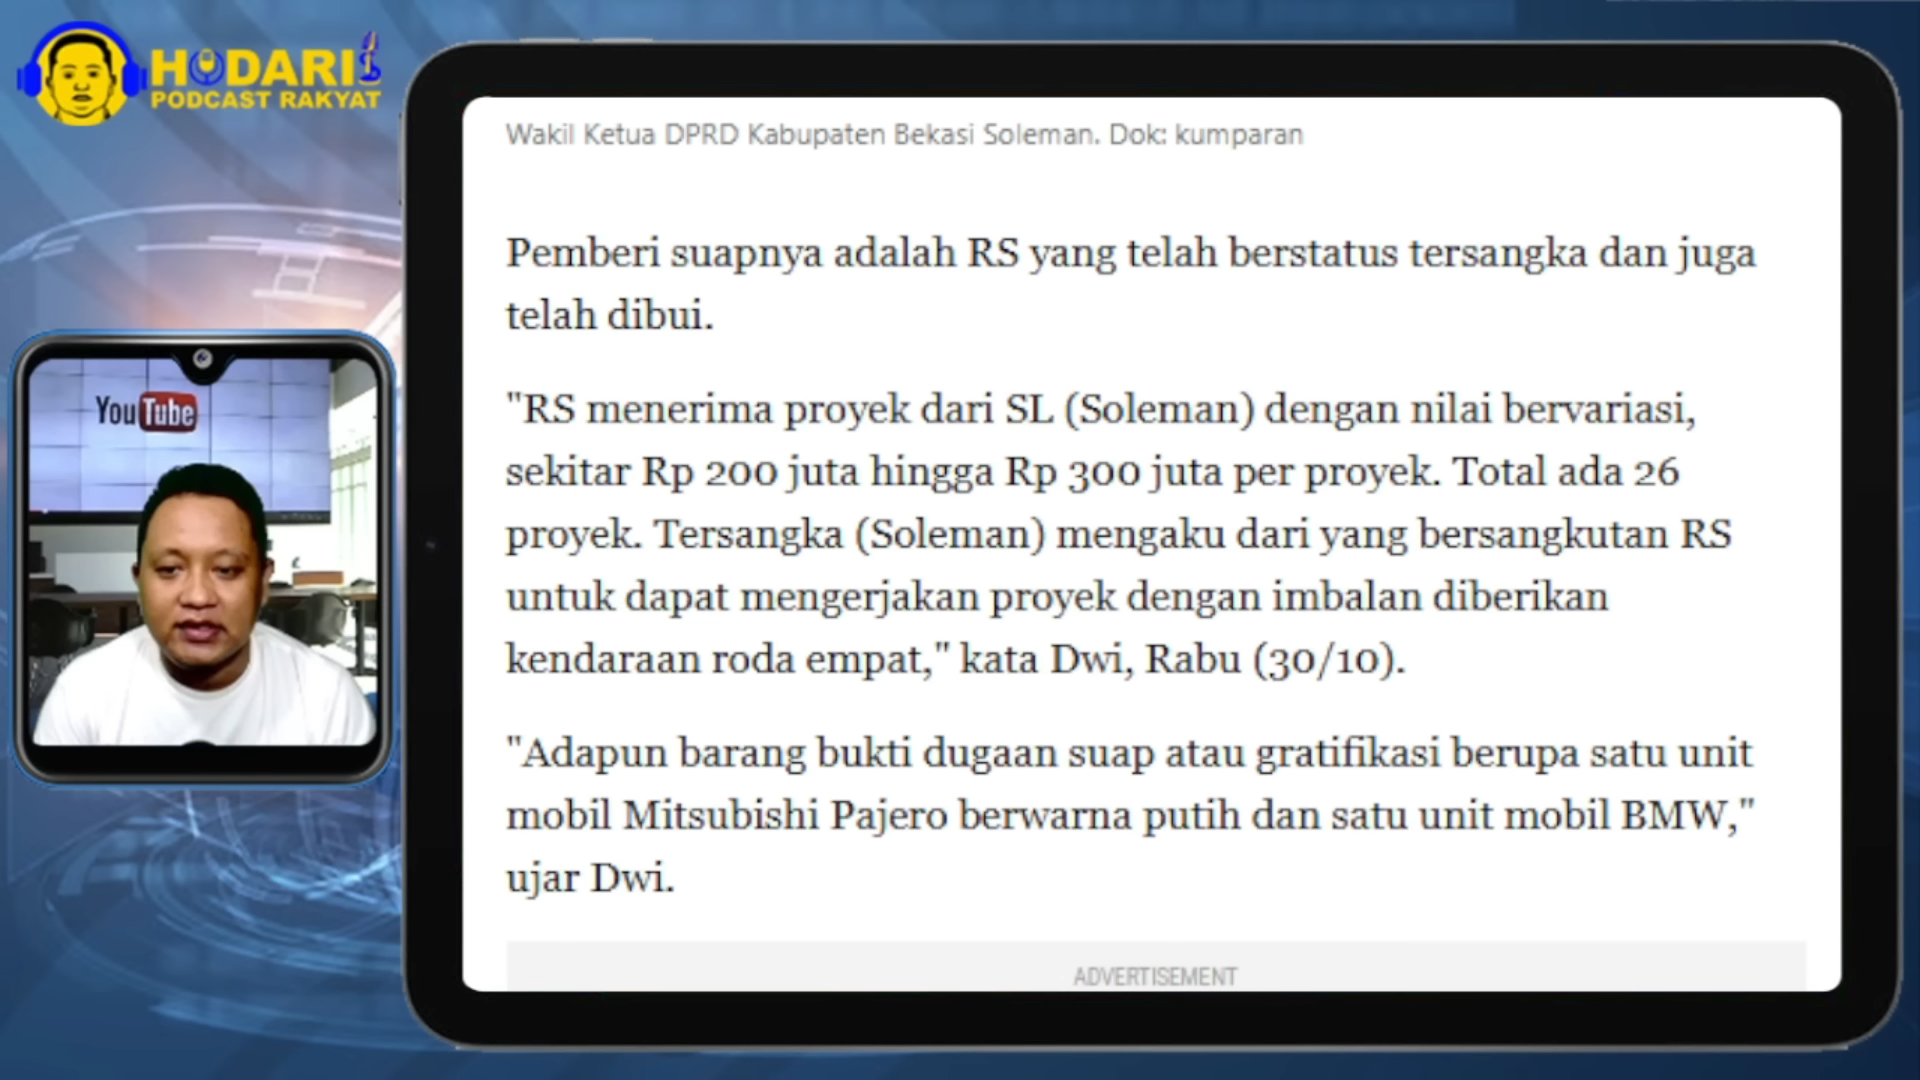 HUDARIS
PODCAST RAKYAT
YouTube
Wakil Ketua DPRD Kabupaten Bekasi Soleman. Dok: kumparan
Pemberi suapnya adalah RS yang telah berstatus tersangka dan juga
telah dibui.
"RS menerima proyek dari SL (Soleman) dengan nilai bervariasi,
sekitar Rp 200 juta hingga Rp 300 juta per proyek. Total ada 26
proyek. Tersangka (Soleman) mengaku dari yang bersangkutan RS
untuk dapat mengerjakan proyek dengan imbalan diberikan
kendaraan roda empat," kata Dwi, Rabu (30/10).
"Adapun barang bukti dugaan suap atau gratifikasi berupa satu unit
mobil Mitsubishi Pajero berwarna putih dan satu unit mobil BMW,"
ujar Dwi.
ADVERTISEMENT